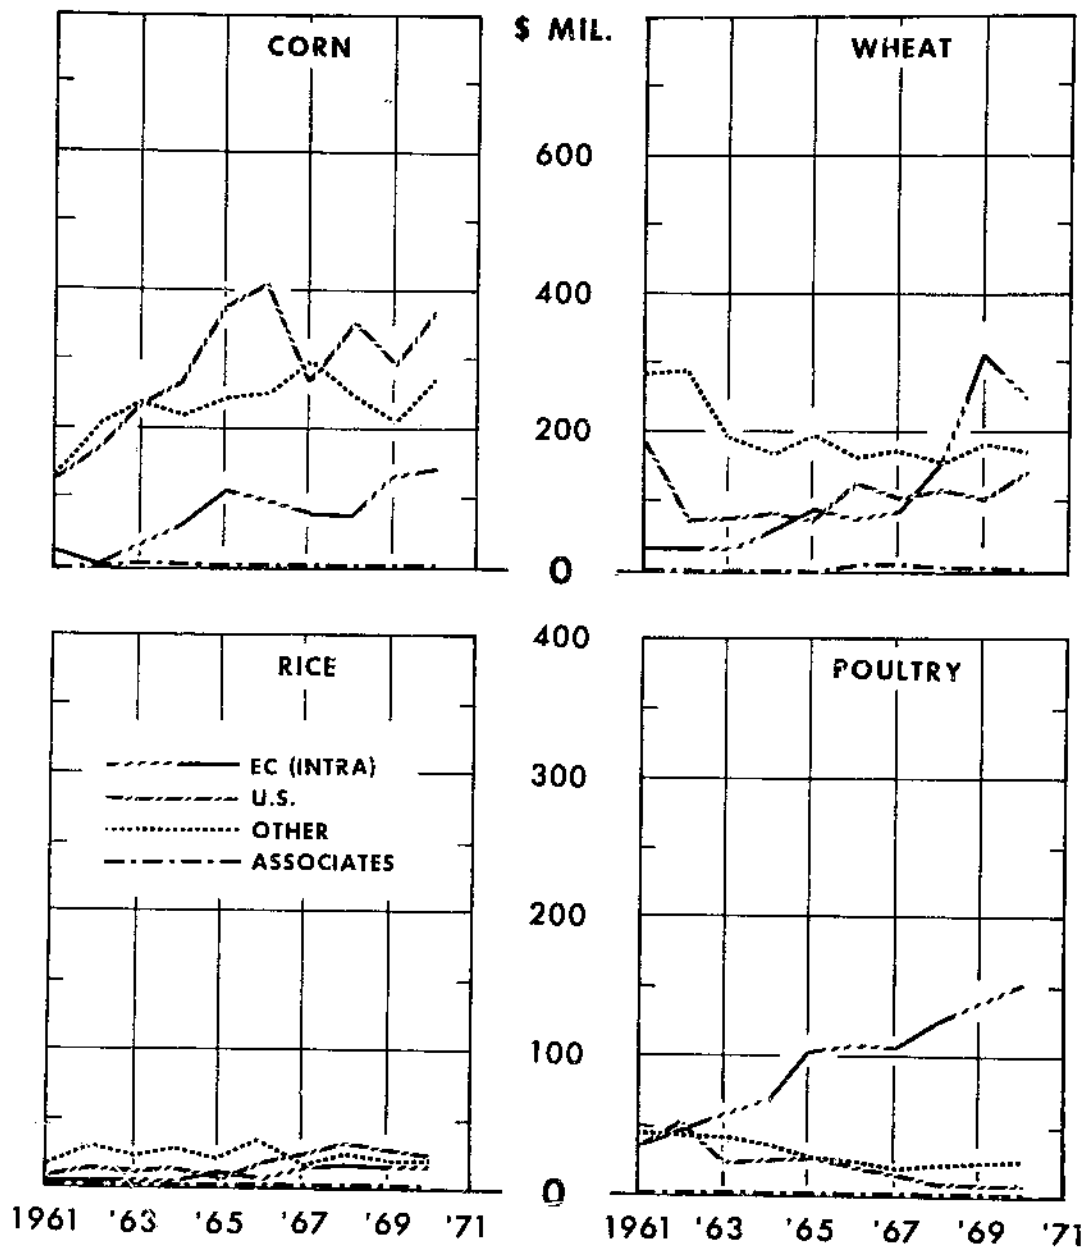 CORN
$ MIL.
WHEAT
600
400
200
0
RICE
EC (INTRA)
U.S.
OTHER
ASSOCIATES
400
300
200
100
0
POULTRY
1961 '63 '65 '67 '69 '71
1961 '63 '65 '67 '69 '71